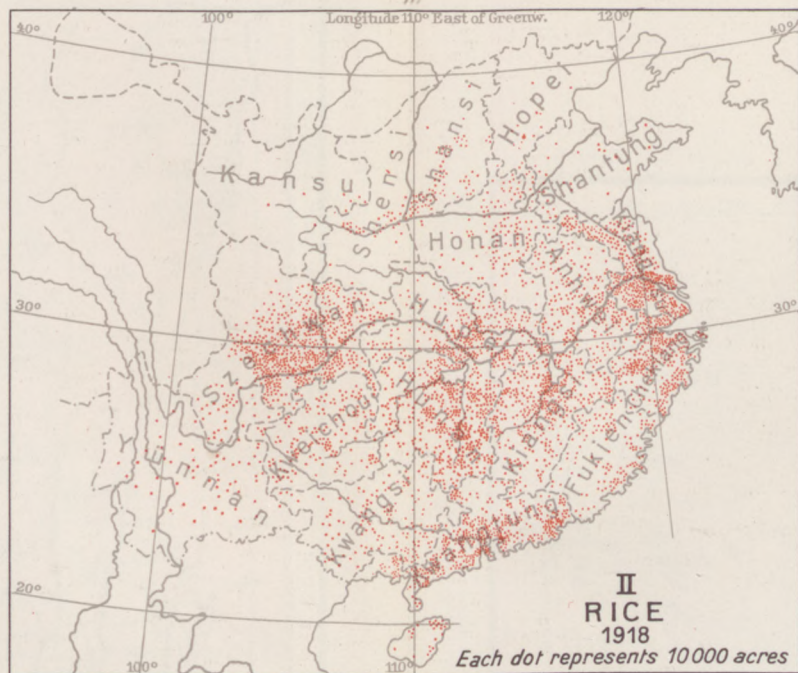 100°
Longitude 110° East of Greenw.
120°
40°
40°
Hopei
Shansi
Shantung
Kansu
Shensi
Honan
Anhwei
30°
30°
Szechwan
Hupeh
Hunan
Kweichow
Kiangsi
Chekiang
Fukien
Yunnan
Kwangsi
Kwangtung
20°
II
RICE
1918
Each dot represents 10000 acres
100°
110°